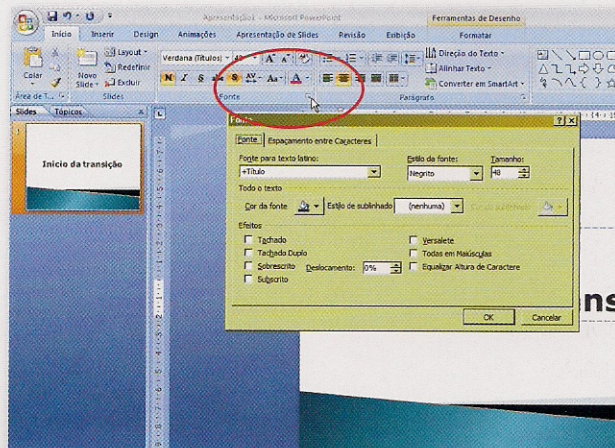 Apresentação1 - Microsoft PowerPoint
Ferramentas de Desenho
Início Inserir Design Animações Apresentação de Slides Revisão Exibição Formatar
Colar
Novo Slide
Layout
Redefinir
Excluir
Verdana (Títulos)
N I S abc S AV Aa A
Direção do Texto
Alinhar Texto
Converter em SmartArt
Área de T... Slides Fonte Parágrafo
Slides Tópicos
1
Início da transição
Fonte
Fonte Espaçamento entre Caracteres
Fonte para texto latino: Estilo da fonte: Tamanho:
+Título Negrito 48
Todo o texto
Cor da fonte Estilo de sublinhado (nenhuma)
Efeitos
Tachado Versalete
Tachado Duplo Todas em Maiúsculas
Sobrescrito Deslocamento: 0% Equalizar Altura de Caractere
Subscrito
OK Cancelar
ns